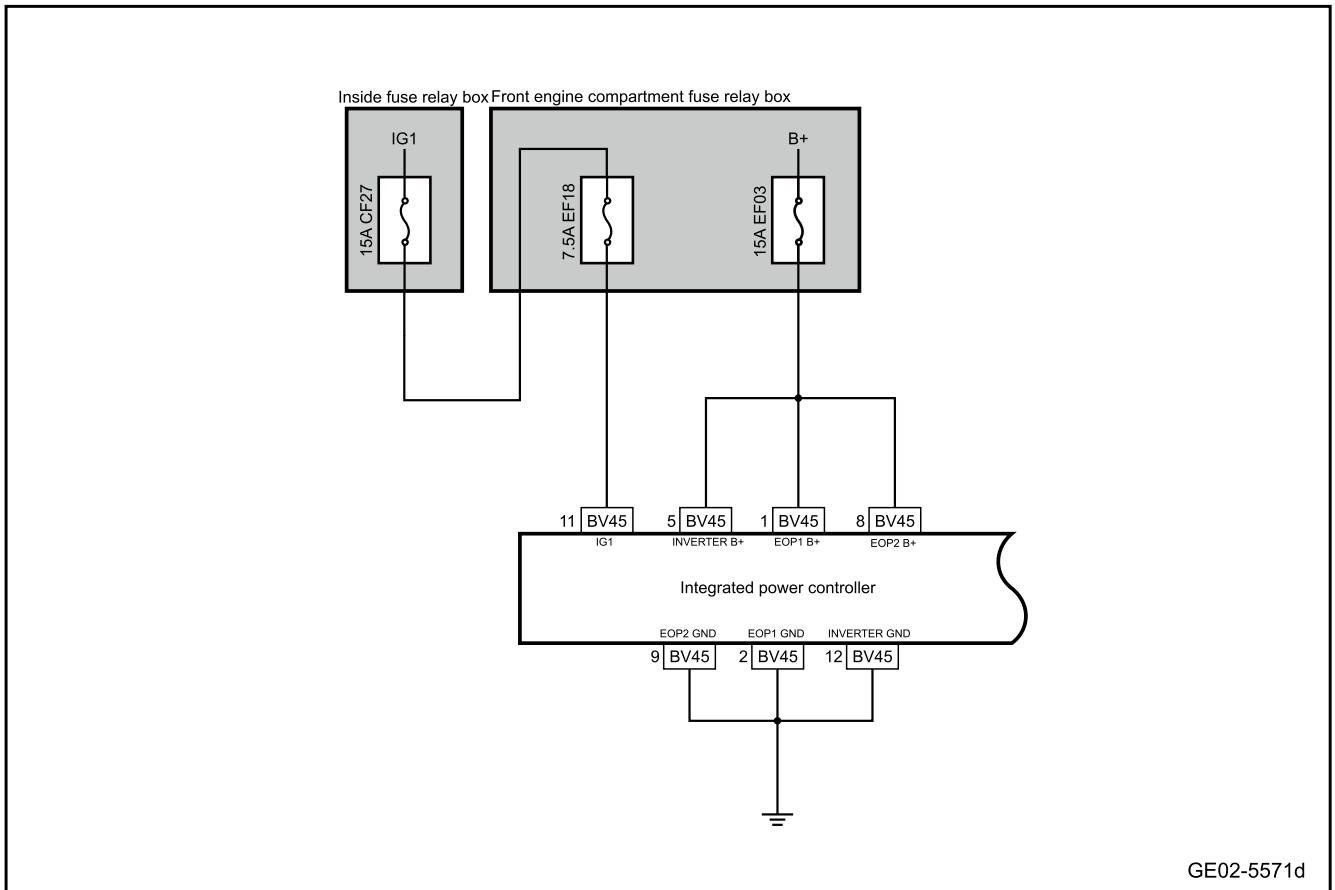 Inside fuse relay box
Front engine compartment fuse relay box
IG1
B+
15A CF27
7.5A EF18
15A EF03
11 BV45
5 BV45
1 BV45
8 BV45
IG1
INVERTER B+
EOP1 B+
EOP2 B+
Integrated power controller
EOP2 GND
EOP1 GND
INVERTER GND
9 BV45
2 BV45
12 BV45
GE02-5571d